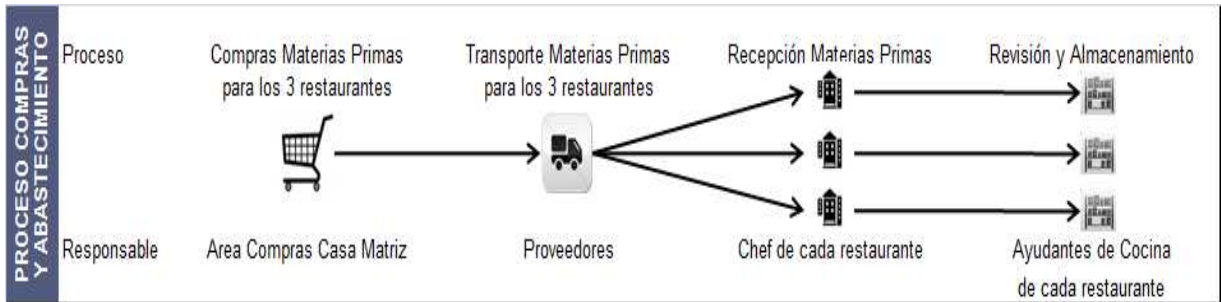 PROCESO COMPRAS
Y ABASTECIMIENTO
Proceso
Compras Materias Primas
para los 3 restaurantes
Transporte Materias Primas
para los 3 restaurantes
Recepción Materias Primas
Revisión y Almacenamiento
Responsable
Area Compras Casa Matriz
Proveedores
Chef de cada restaurante
Ayudantes de Cocina
de cada restaurante